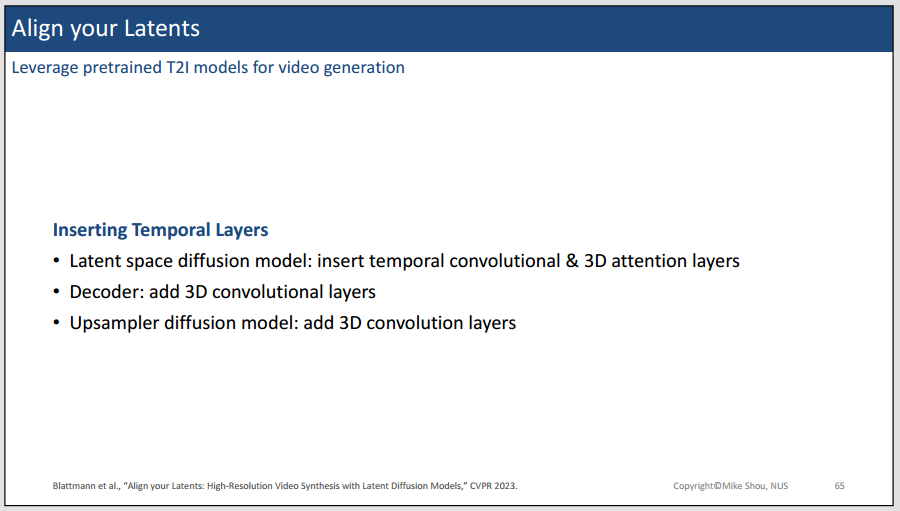 Align your Latents
Leverage pretrained T2I models for video generation
Inserting Temporal Layers
• Latent space diffusion model: insert temporal convolutional & 3D attention layers
• Decoder: add 3D convolutional layers
• Upsampler diffusion model: add 3D convolution layers
Blattmann et al., “Align your Latents: High-Resolution Video Synthesis with Latent Diffusion Models,” CVPR 2023.
Copyright©Mike Shou, NUS
65